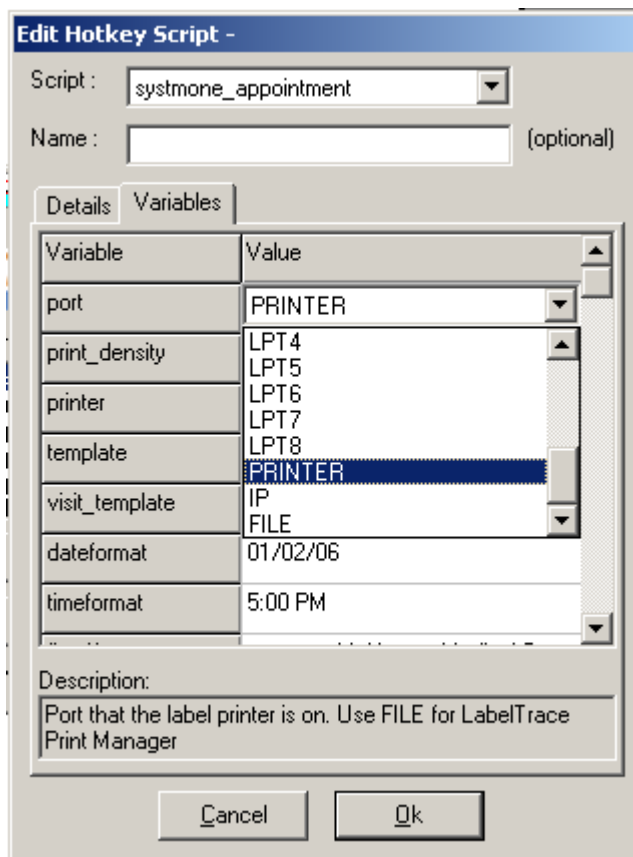 Edit Hotkey Script -
Script :
systmone_appointment
Name :
(optional)
Details Variables
Variable Value
port PRINTER
LPT4
print_density
LPT5
LPT6
printer
LPT7
template
LPT8
PRINTER
visit_template
IP
FILE
dateformat 01/02/06
timeformat 5:00 PM
Description:
Port that the label printer is on. Use FILE for LabelTrace
Print Manager
Cancel Ok